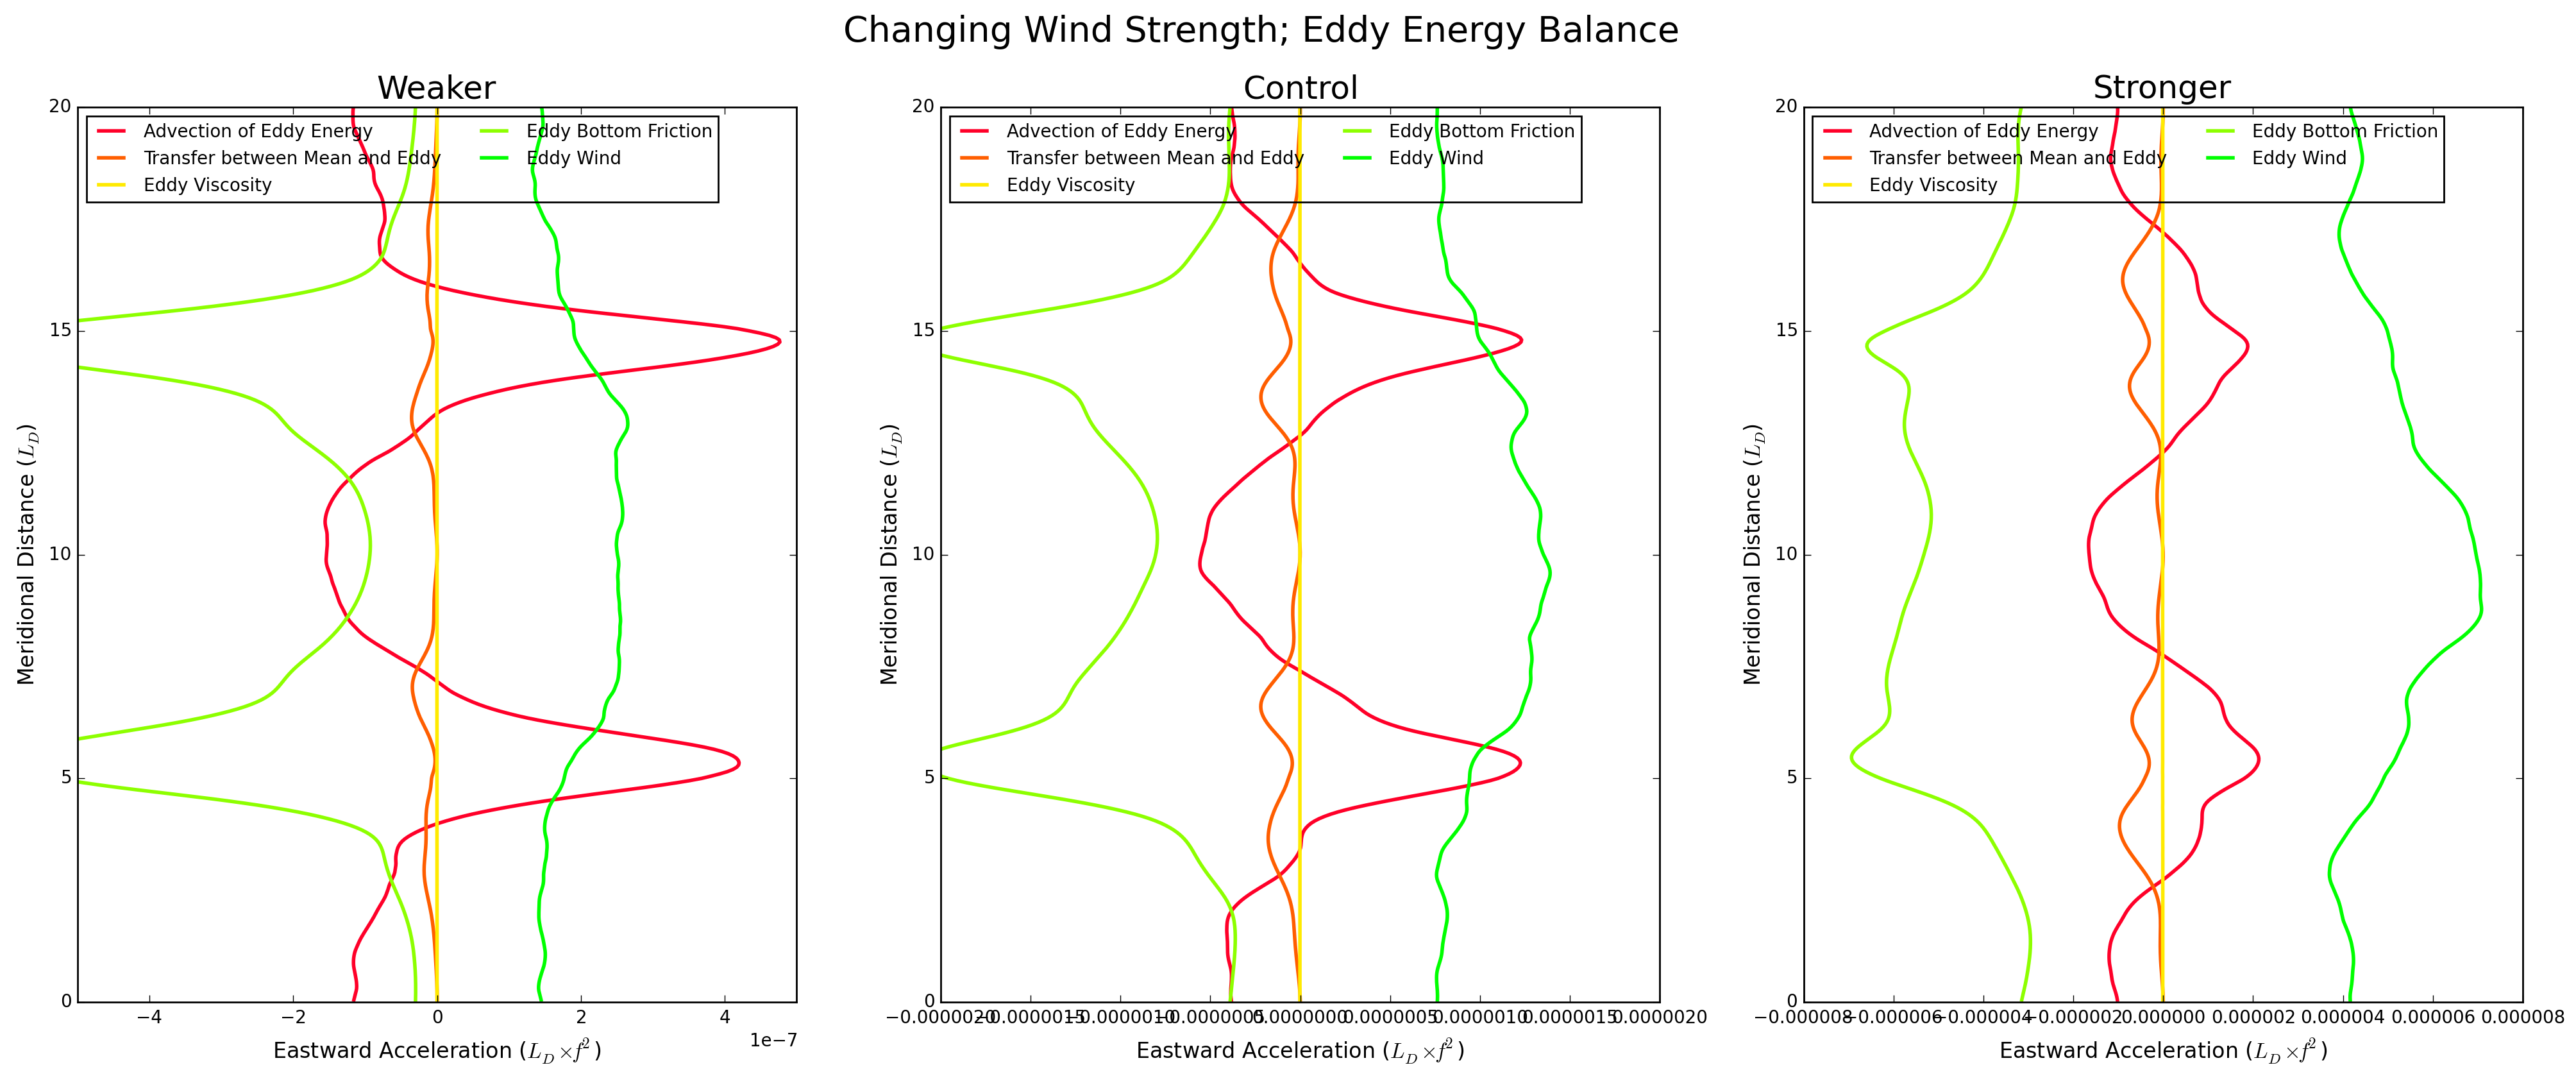 Changing Wind Strength; Eddy Energy Balance
Weaker
Advection of Eddy Energy
Transfer between Mean and Eddy
Eddy Viscosity
Eddy Bottom Friction
Eddy Wind
20
15
10
5
0
Meridional Distance (L_D)
−4 −2 0 2 4
1e−7
Eastward Acceleration (L_D×f²)
Control
Advection of Eddy Energy
Transfer between Mean and Eddy
Eddy Viscosity
Eddy Bottom Friction
Eddy Wind
20
15
10
5
0
Meridional Distance (L_D)
−0.0000020 −0.0000015 −0.0000010 −0.0000005 0.0000000 0.0000005 0.0000010 0.0000015 0.0000020
Eastward Acceleration (L_D×f²)
Stronger
Advection of Eddy Energy
Transfer between Mean and Eddy
Eddy Viscosity
Eddy Bottom Friction
Eddy Wind
20
15
10
5
0
Meridional Distance (L_D)
−0.000008 −0.000006 −0.000004 −0.000002 0.000000 0.000002 0.000004 0.000006 0.000008
Eastward Acceleration (L_D×f²)